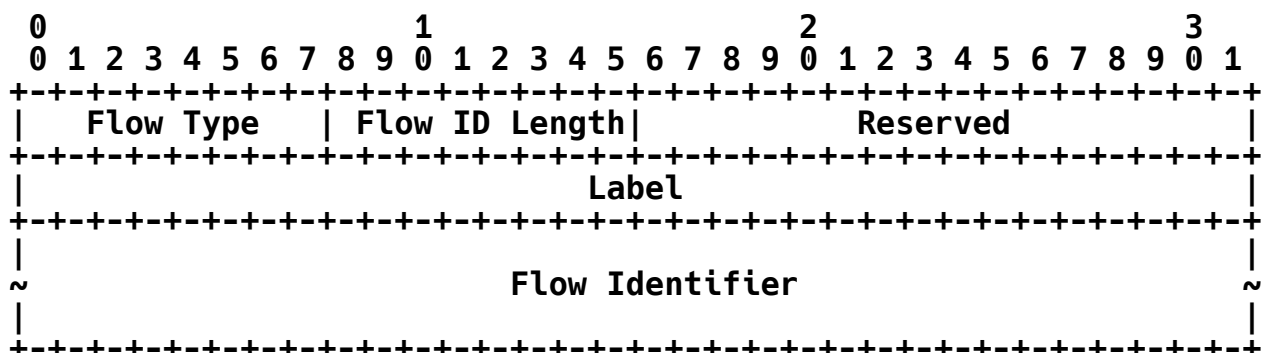 0                   1                   2                   3
 0 1 2 3 4 5 6 7 8 9 0 1 2 3 4 5 6 7 8 9 0 1 2 3 4 5 6 7 8 9 0 1
+-+-+-+-+-+-+-+-+-+-+-+-+-+-+-+-+-+-+-+-+-+-+-+-+-+-+-+-+-+-+-+-+
|   Flow Type   | Flow ID Length|           Reserved            |
+-+-+-+-+-+-+-+-+-+-+-+-+-+-+-+-+-+-+-+-+-+-+-+-+-+-+-+-+-+-+-+-+
|                             Label                             |
+-+-+-+-+-+-+-+-+-+-+-+-+-+-+-+-+-+-+-+-+-+-+-+-+-+-+-+-+-+-+-+-+
|                                                               |
~                         Flow Identifier                       ~
|                                                               |
+-+-+-+-+-+-+-+-+-+-+-+-+-+-+-+-+-+-+-+-+-+-+-+-+-+-+-+-+-+-+-+-+